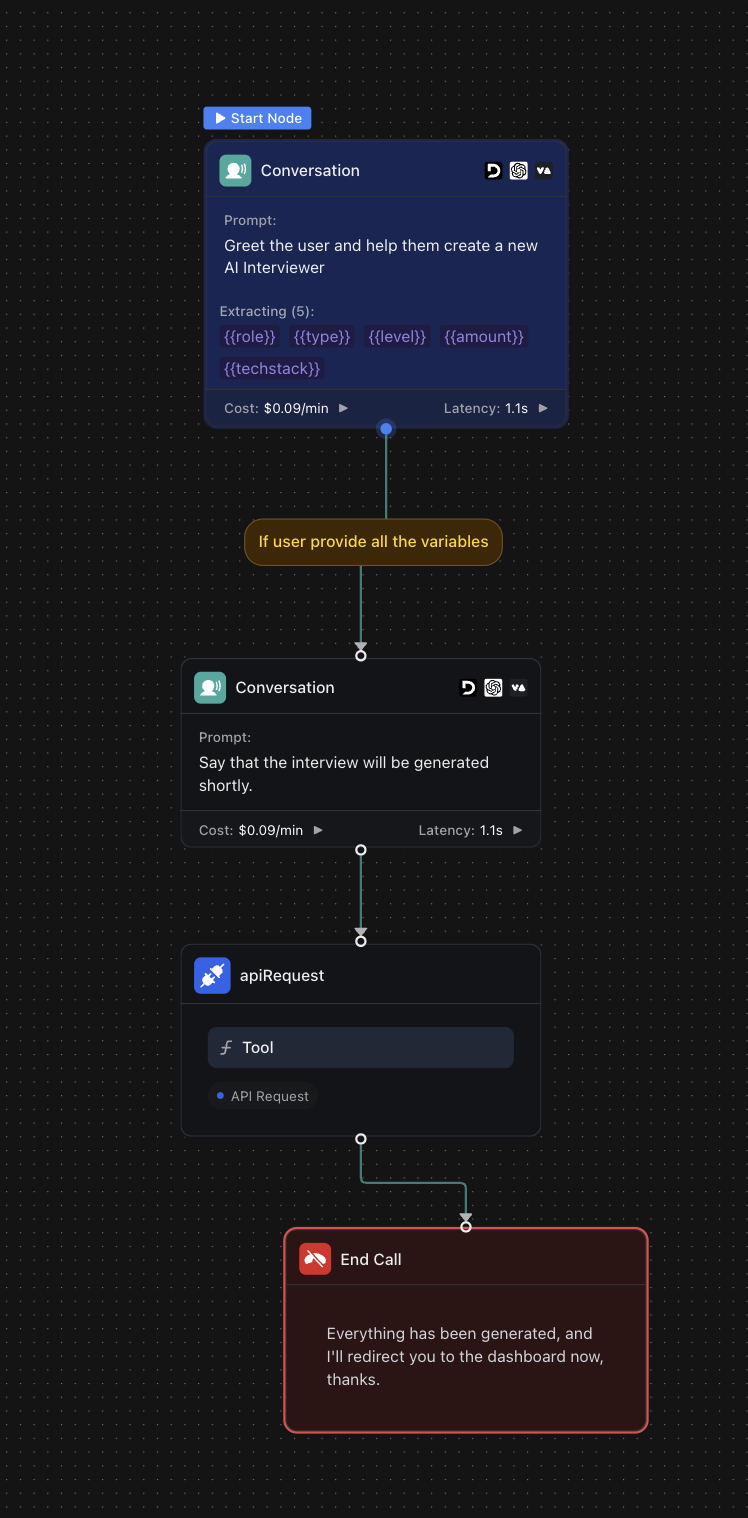 Start Node
Conversation
Prompt:
Greet the user and help them create a new
AI Interviewer
Extracting (5):
{{role}} {{type}} {{level}} {{amount}}
{{techstack}}
Cost: $0.09/min Latency: 1.1s
If user provide all the variables
Conversation
Prompt:
Say that the interview will be generated
shortly.
Cost: $0.09/min Latency: 1.1s
apiRequest
Tool
API Request
End Call
Everything has been generated, and
I'll redirect you to the dashboard now,
thanks.